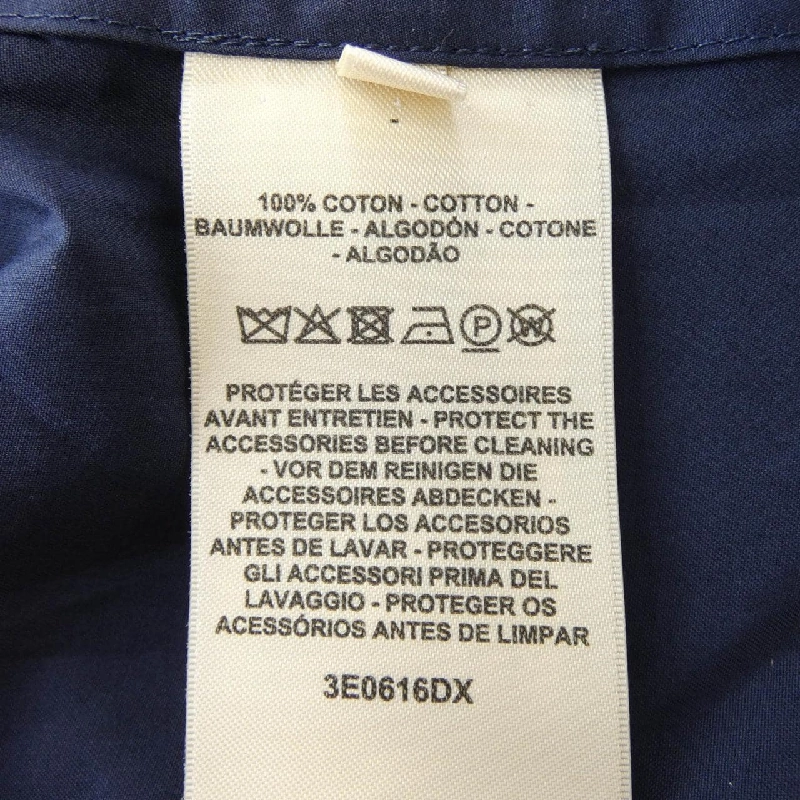 100% COTON - COTTON -
BAUMWOLLE - ALGODÓN - COTONE
- ALGODÃO
P W
PROTÉGER LES ACCESSOIRES
AVANT ENTRETIEN - PROTECT THE
ACCESSORIES BEFORE CLEANING
- VOR DEM REINIGEN DIE
ACCESSOIRES ABDECKEN -
PROTEGER LOS ACCESORIOS
ANTES DE LAVAR - PROTEGGERE
GLI ACCESSORI PRIMA DEL
LAVAGGIO - PROTEGER OS
ACESSÓRIOS ANTES DE LIMPAR
3E0616DX